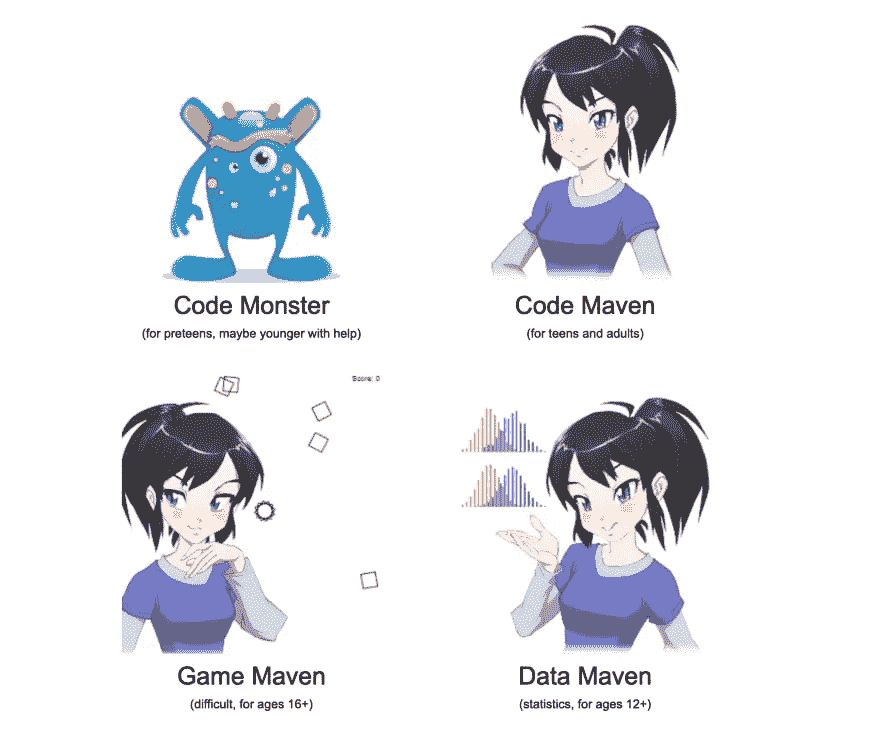 Code Monster
(for preteens, maybe younger with help)
Code Maven
(for teens and adults)
Score: 0
Game Maven
(difficult, for ages 16+)
Data Maven
(statistics, for ages 12+)